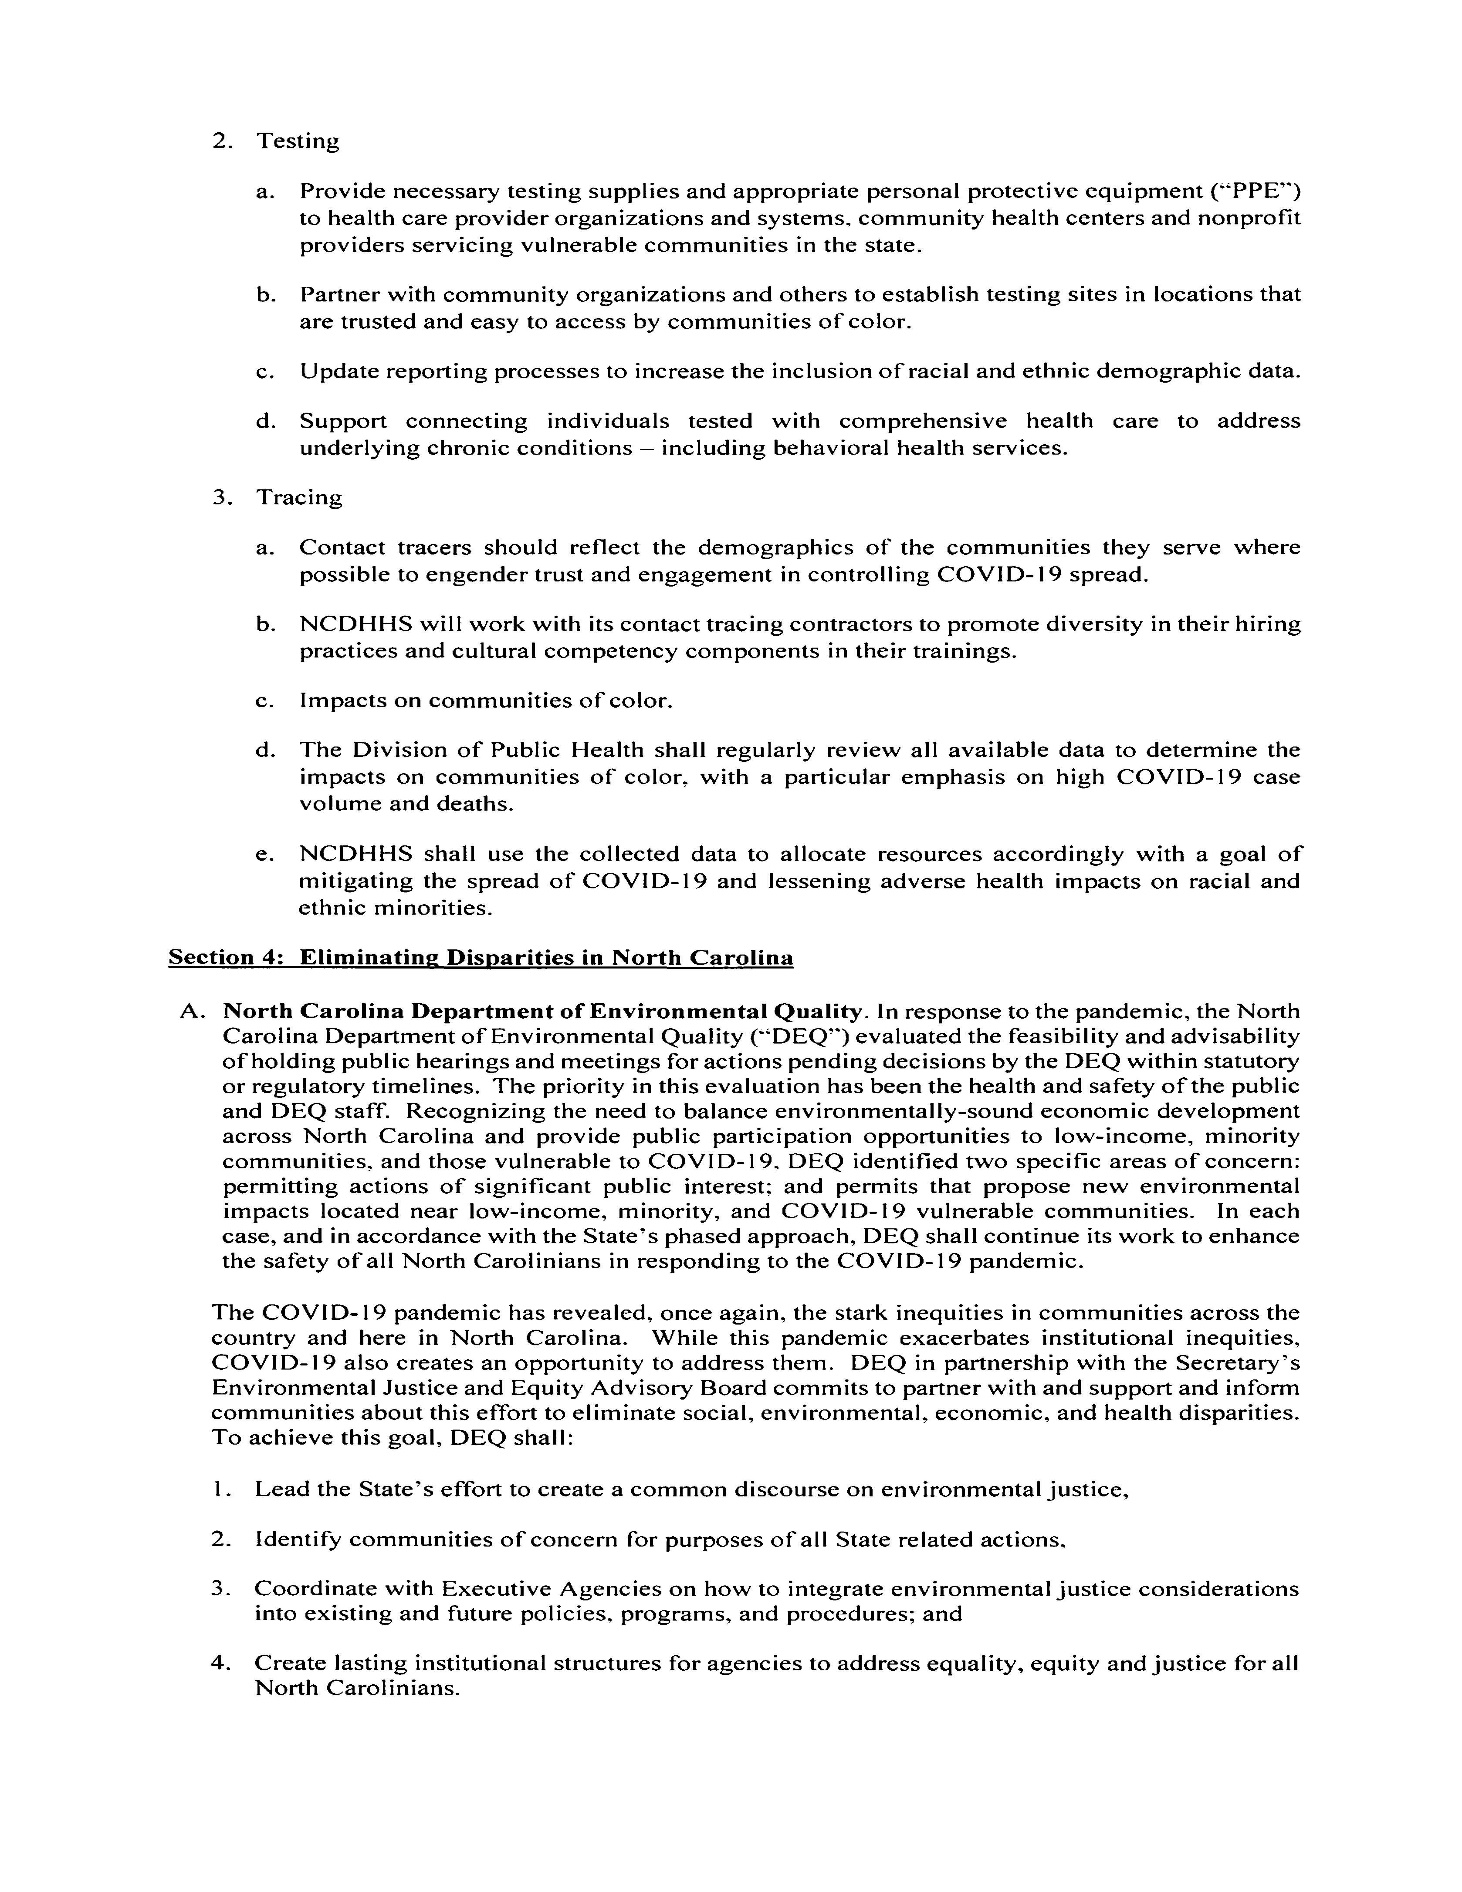 2. Testing
a. Provide necessary testing supplies and appropriate personal protective equipment (“PPE”)
to health care provider organizations and systems, community health centers and nonprofit
providers servicing vulnerable communities in the state.
b. Partner with community organizations and others to establish testing sites in locations that
are trusted and easy to access by communities of color.
c. Update reporting processes to increase the inclusion of racial and ethnic demographic data.
d. Support connecting individuals tested with comprehensive health care to address
underlying chronic conditions – including behavioral health services.
3. Tracing
a. Contact tracers should reflect the demographics of the communities they serve where
possible to engender trust and engagement in controlling COVID-19 spread.
b. NCDHHS will work with its contact tracing contractors to promote diversity in their hiring
practices and cultural competency components in their trainings.
c. Impacts on communities of color.
d. The Division of Public Health shall regularly review all available data to determine the
impacts on communities of color, with a particular emphasis on high COVID-19 case
volume and deaths.
e. NCDHHS shall use the collected data to allocate resources accordingly with a goal of
mitigating the spread of COVID-19 and lessening adverse health impacts on racial and
ethnic minorities.
Section 4: Eliminating Disparities in North Carolina
A. North Carolina Department of Environmental Quality. In response to the pandemic, the North
Carolina Department of Environmental Quality (“DEQ”) evaluated the feasibility and advisability
of holding public hearings and meetings for actions pending decisions by the DEQ within statutory
or regulatory timelines. The priority in this evaluation has been the health and safety of the public
and DEQ staff. Recognizing the need to balance environmentally-sound economic development
across North Carolina and provide public participation opportunities to low-income, minority
communities, and those vulnerable to COVID-19, DEQ identified two specific areas of concern:
permitting actions of significant public interest; and permits that propose new environmental
impacts located near low-income, minority, and COVID-19 vulnerable communities. In each
case, and in accordance with the State’s phased approach, DEQ shall continue its work to enhance
the safety of all North Carolinians in responding to the COVID-19 pandemic.
The COVID-19 pandemic has revealed, once again, the stark inequities in communities across the
country and here in North Carolina. While this pandemic exacerbates institutional inequities,
COVID-19 also creates an opportunity to address them. DEQ in partnership with the Secretary’s
Environmental Justice and Equity Advisory Board commits to partner with and support and inform
communities about this effort to eliminate social, environmental, economic, and health disparities.
To achieve this goal, DEQ shall:
1. Lead the State’s effort to create a common discourse on environmental justice,
2. Identify communities of concern for purposes of all State related actions,
3. Coordinate with Executive Agencies on how to integrate environmental justice considerations
into existing and future policies, programs, and procedures; and
4. Create lasting institutional structures for agencies to address equality, equity and justice for all
North Carolinians.